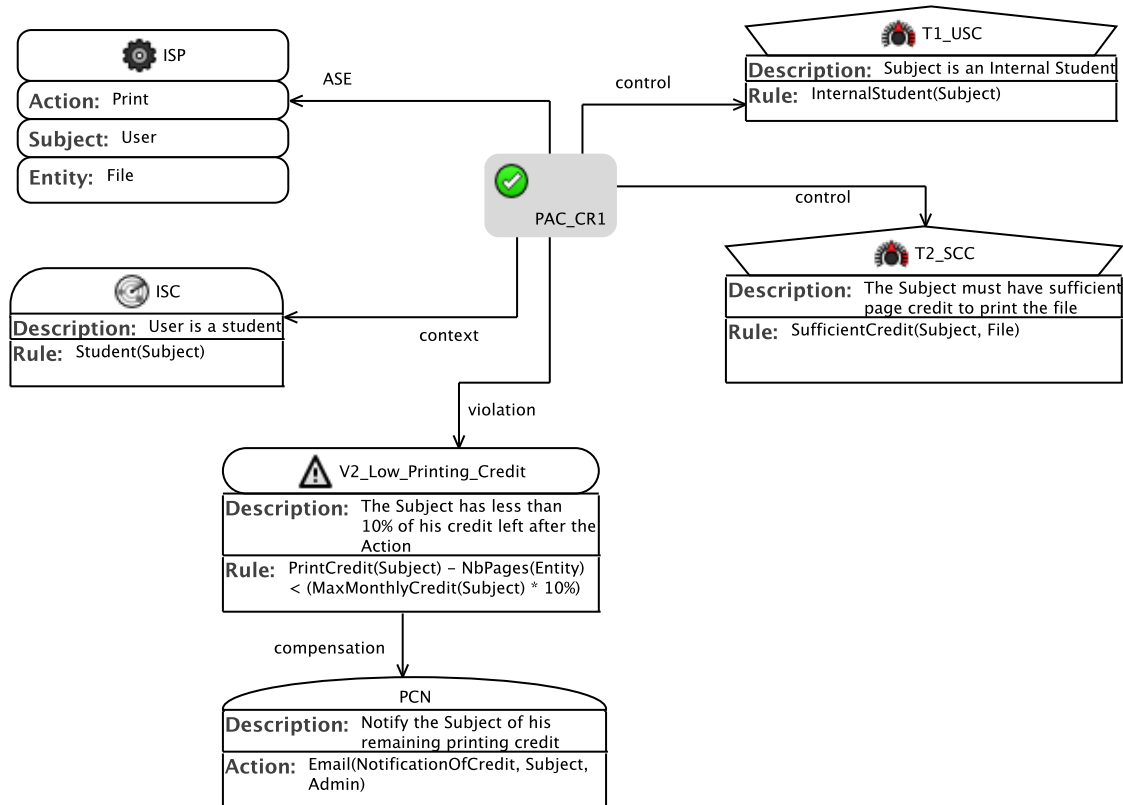 ISP
Action: Print
Subject: User
Entity: File
ASE
control
T1_USC
Description: Subject is an Internal Student
Rule: InternalStudent(Subject)
PAC_CR1
control
T2_SCC
Description: The Subject must have sufficient
page credit to print the file
Rule: SufficientCredit(Subject, File)
ISC
Description: User is a student
Rule: Student(Subject)
context
violation
V2_Low_Printing_Credit
Description: The Subject has less than
10% of his credit left after the
Action
Rule: PrintCredit(Subject) - NbPages(Entity)
< (MaxMonthlyCredit(Subject) * 10%)
compensation
PCN
Description: Notify the Subject of his
remaining printing credit
Action: Email(NotificationOfCredit, Subject,
Admin)